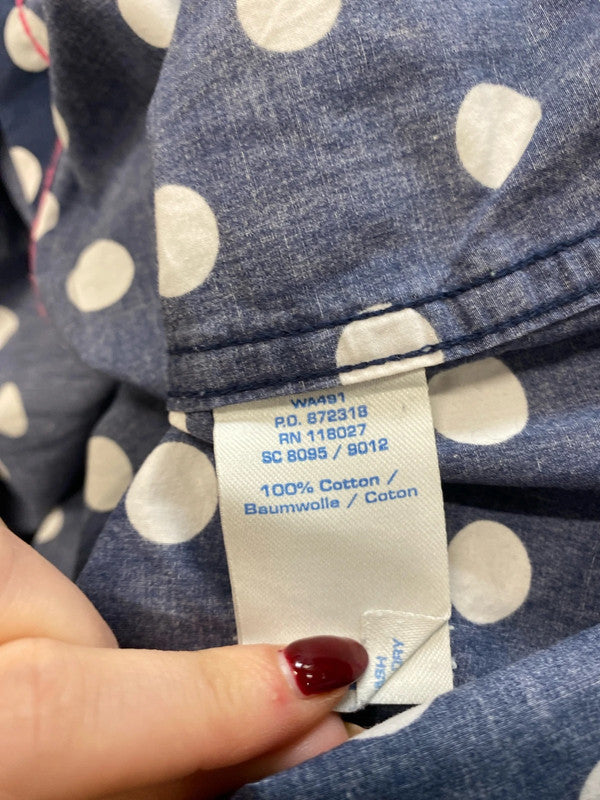 WA491
P.O. 872318
RN 118027
SC 8095 / 9012
100% Cotton /
Baumwolle / Coton